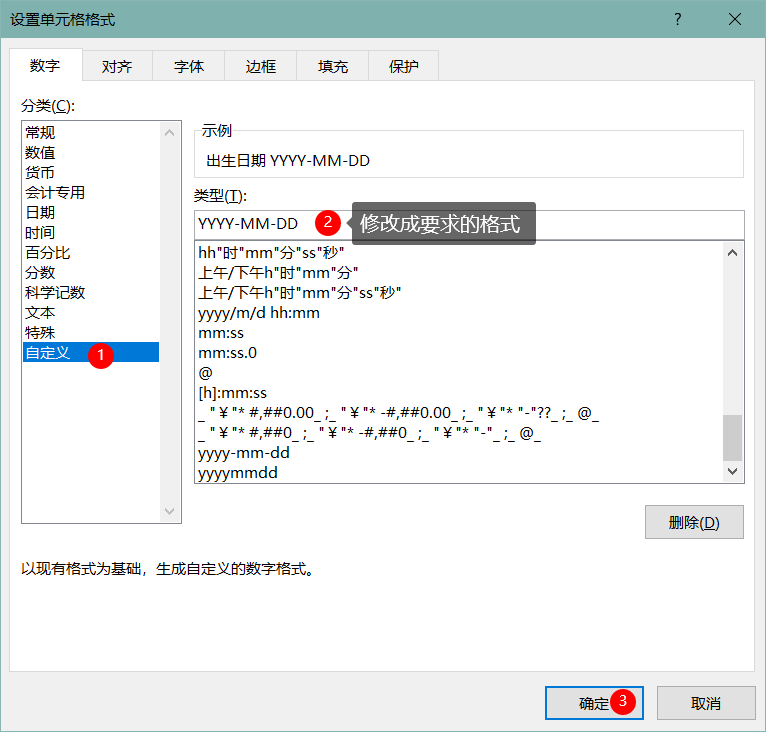 设置单元格格式
?
数字 对齐 字体 边框 填充 保护
分类(C):
常规
数值
货币
会计专用
日期
时间
百分比
分数
科学记数
文本
特殊
自定义 1
示例
出生日期 YYYY-MM-DD
类型(T):
YYYY-MM-DD 2 修改成要求的格式
hh"时"mm"分"ss"秒"
上午/下午h"时"mm"分"
上午/下午h"时"mm"分"ss"秒"
yyyy/m/d hh:mm
mm:ss
mm:ss.0
@
[h]:mm:ss
_ "¥"* #,##0.00_ ;_ "¥"* -#,##0.00_ ;_ "¥"* "-"??_ ;_ @_
_ "¥"* #,##0_ ;_ "¥"* -#,##0_ ;_ "¥"* "-"_ ;_ @_
yyyy-mm-dd
yyyymmdd
删除(D)
以现有格式为基础，生成自定义的数字格式。
确定 3 取消